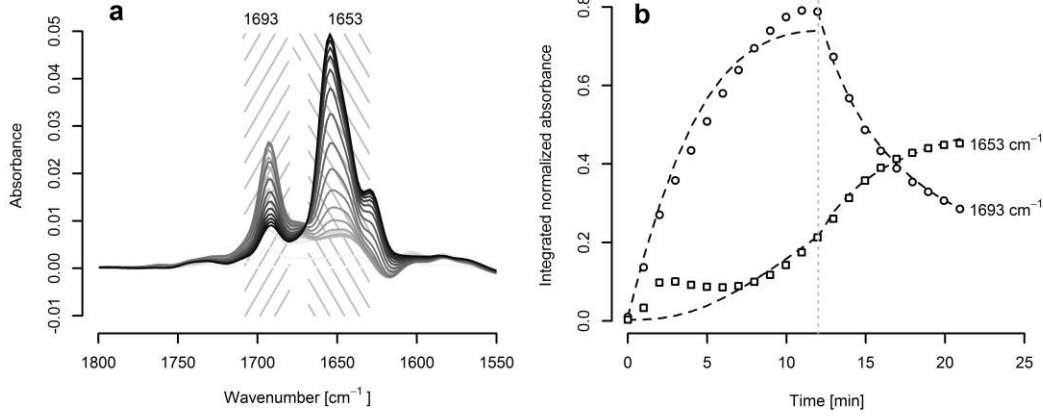 a
1693 1653
0.05
0.04
0.03
0.02
0.01
0.00
-0.01
Absorbance
1800 1750 1700 1650 1600 1550
Wavenumber [cm⁻¹]
b
0.8
0.6
0.4
0.2
0.0
Integrated normalized absorbance
1653 cm⁻¹
1693 cm⁻¹
0 5 10 15 20 25
Time [min]